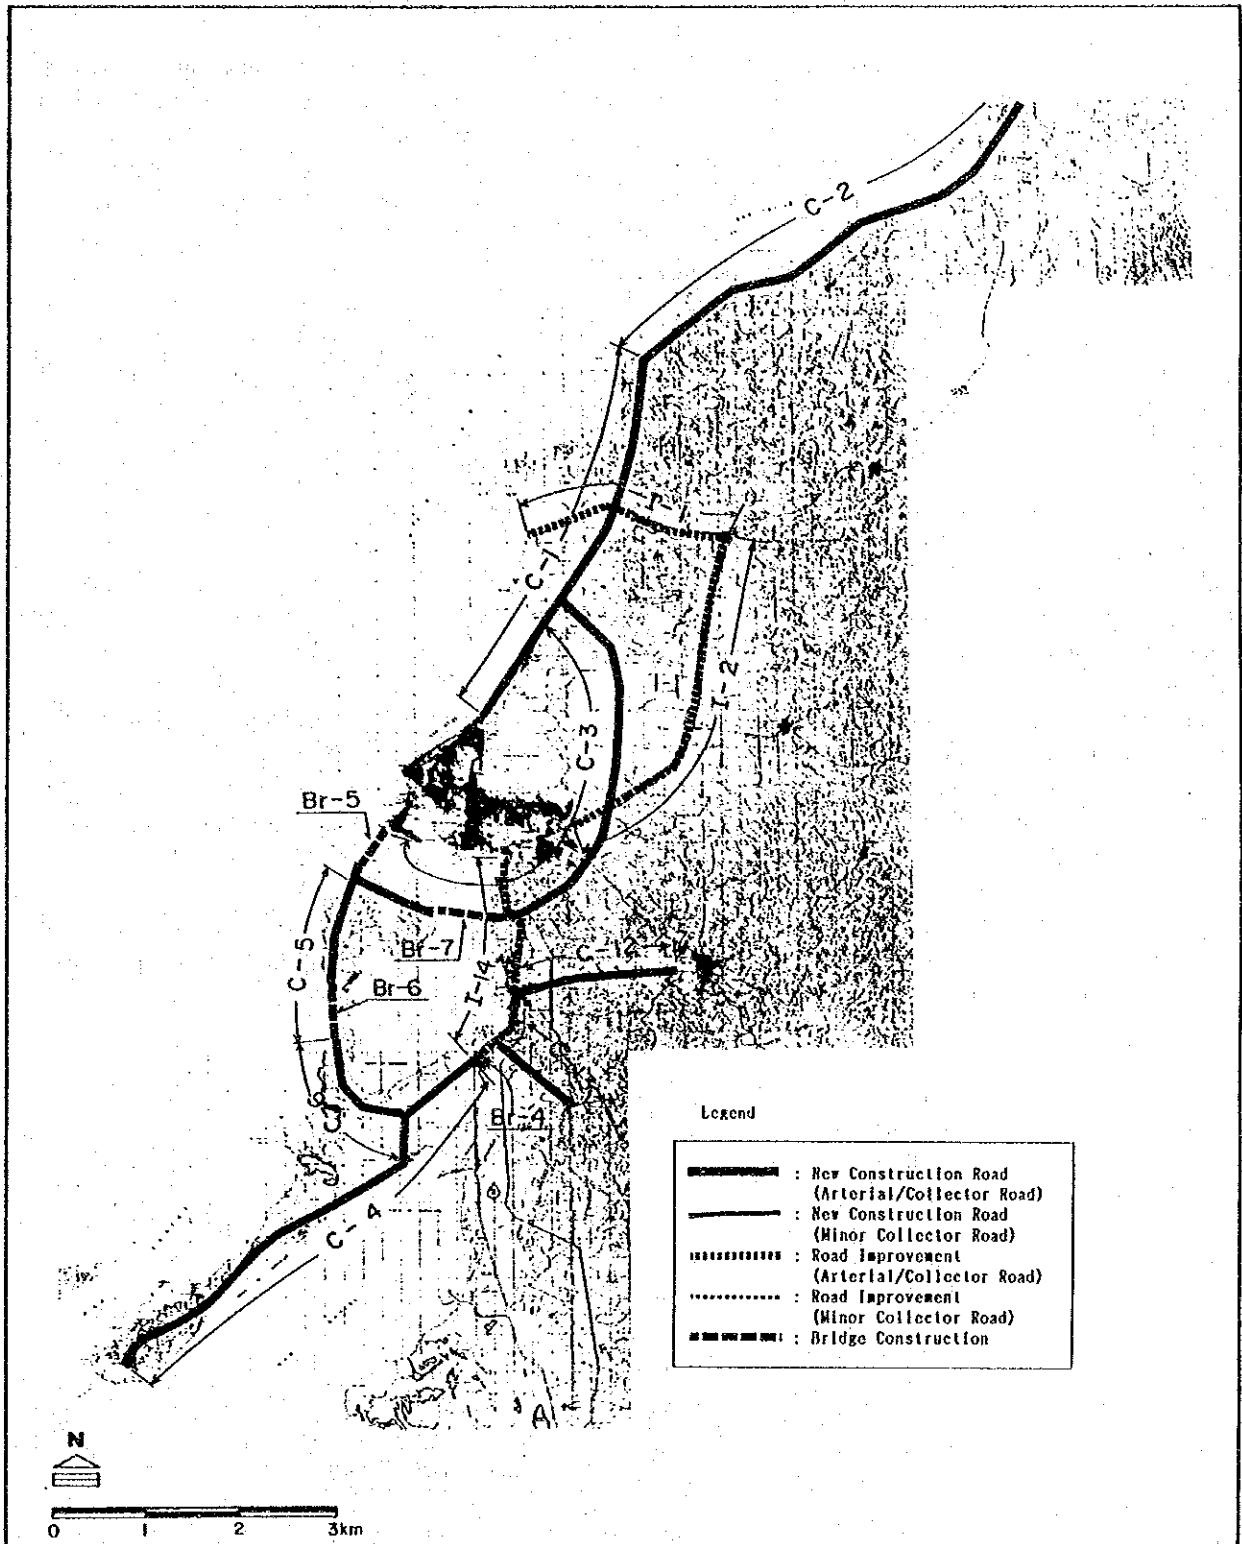 C-2
C-1
I-2
C-3
Br-5
C-5
Br-7
C-12
I-14
Br-6
Br-4
C-4
A
Legend
: New Construction Road
(Arterial/Collector Road)
: New Construction Road
(Minor Collector Road)
: Road Improvement
(Arterial/Collector Road)
: Road Improvement
(Minor Collector Road)
: Bridge Construction
N
0 1 2 3km